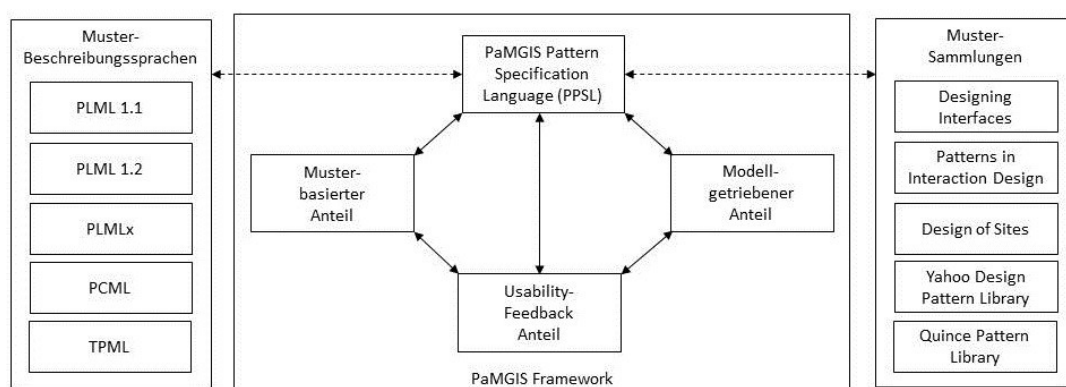 Muster-
Beschreibungssprachen
PLML 1.1
PLML 1.2
PLMLx
PCML
TPML
PaMGIS Pattern
Specification
Language (PPSL)
Muster-
basierter
Anteil
Modell-
getriebener
Anteil
Usability-
Feedback
Anteil
PaMGIS Framework
Muster-
Sammlungen
Designing
Interfaces
Patterns in
Interaction Design
Design of Sites
Yahoo Design
Pattern Library
Quince Pattern
Library